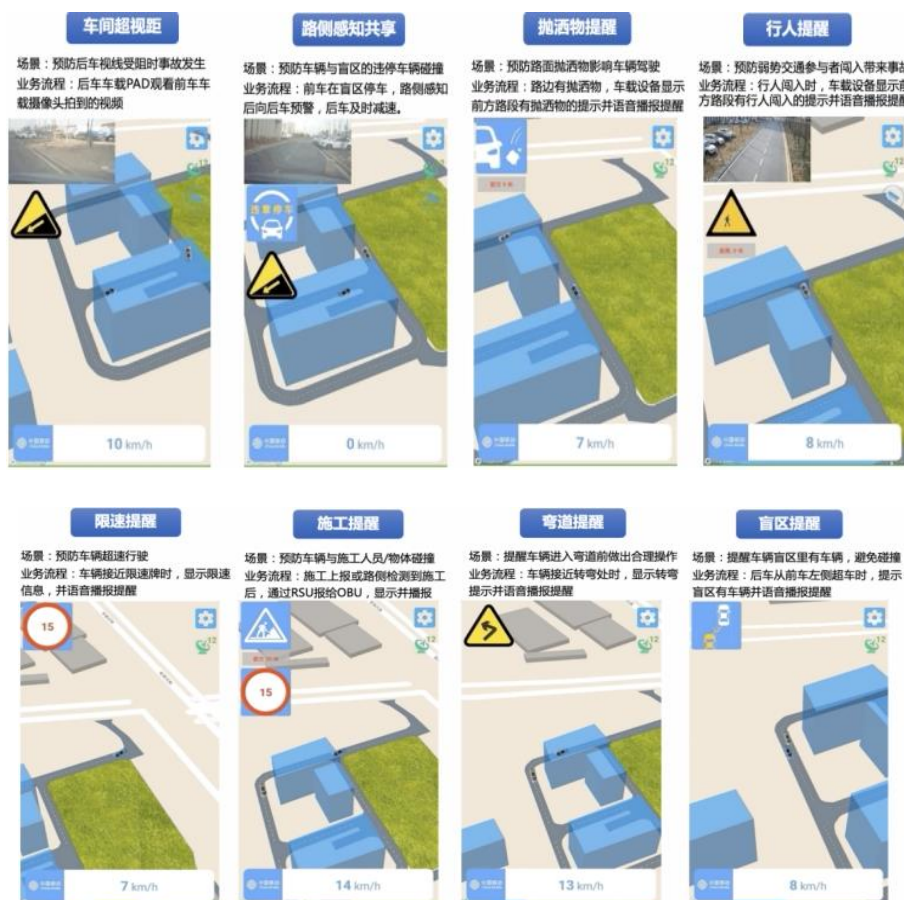 车间超视距
场景：预防后车视线受阻时事故发生
业务流程：后车车载PAD观看前车车
载摄像头拍到的视频
12
10 km/h
路侧感知共享
场景：预防车辆与盲区的违停车辆碰撞
业务流程：前车在盲区停车，路侧感知
后向后车预警，后车及时减速。
违章停车
12
0 km/h
抛洒物提醒
场景：预防路面抛洒物影响车辆驾驶
业务流程：路边有抛洒物，车载设备显示
前方路段有抛洒物的提示并语音播报提醒
12
7 km/h
行人提醒
场景：预防弱势交通参与者闯入带来事故
业务流程：行人闯入时，车载设备显示前
方路段有行人闯入的提示并语音播报提醒
12
8 km/h
限速提醒
场景：预防车辆超速行驶
业务流程：车辆接近限速牌时，显示限速
信息，并语音播报提醒
15
12
7 km/h
施工提醒
场景：预防车辆与施工人员/物体碰撞
业务流程：施工上报或路侧检测到施工
后，通过RSU报给OBU，显示并播报
15
12
14 km/h
弯道提醒
场景：提醒车辆进入弯道前做出合理操作
业务流程：车辆接近转弯处时，显示转弯
提示并语音播报提醒
12
13 km/h
盲区提醒
场景：提醒车辆盲区里有车辆，避免碰撞
业务流程：后车从前车左侧超车时，提示
盲区有车辆并语音播报提醒
12
8 km/h